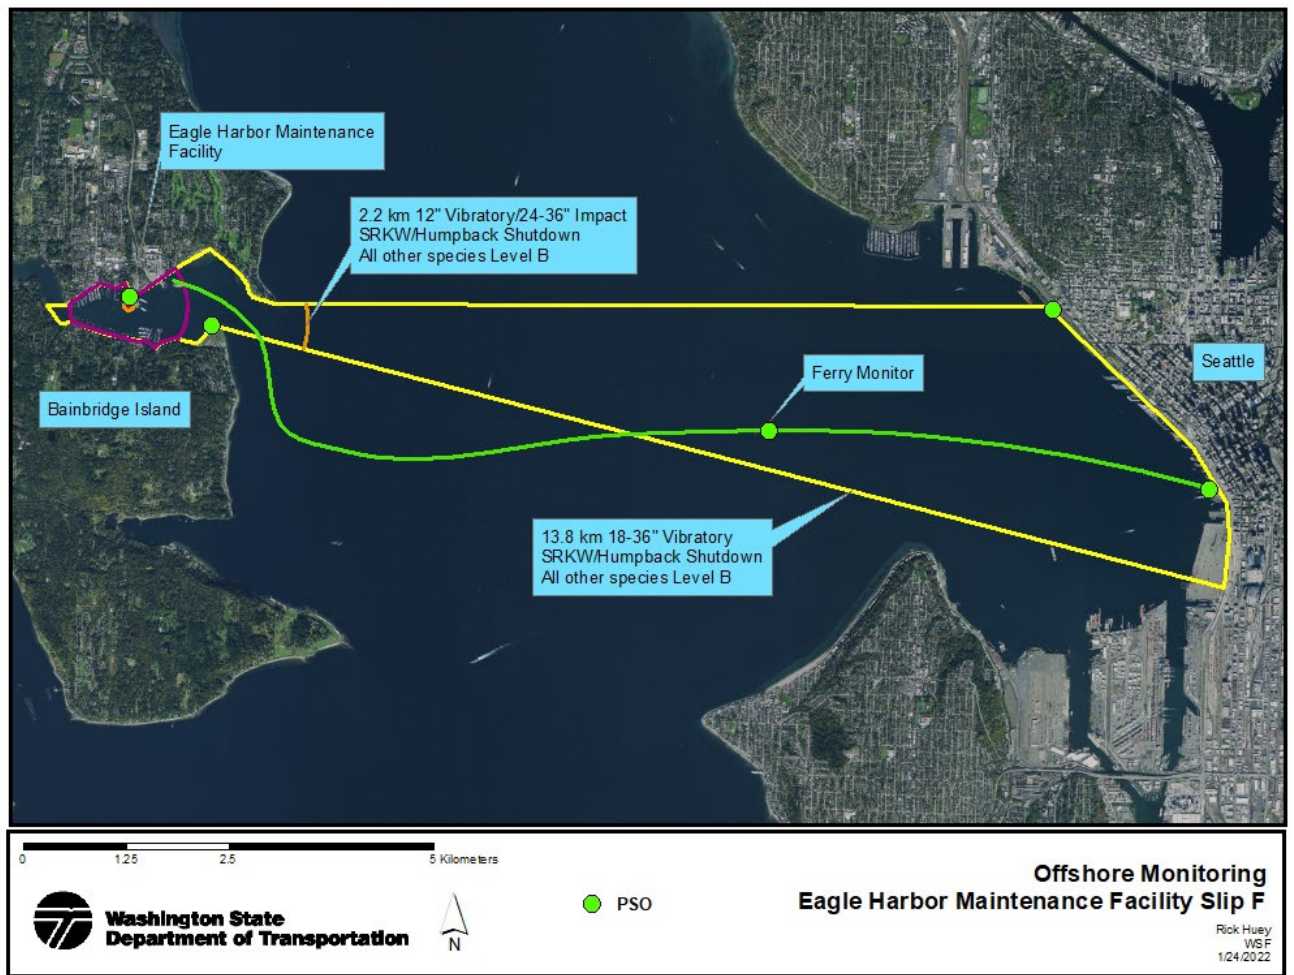 Eagle Harbor Maintenance
Facility
2.2 km 12" Vibratory/24-36" Impact
SRKW/Humpback Shutdown
All other species Level B
Seattle
Ferry Monitor
Bainbridge Island
13.8 km 18-36" Vibratory
SRKW/Humpback Shutdown
All other species Level B
0 1.25 2.5 5 Kilometers
Washington State
Department of Transportation
N
PSO
Offshore Monitoring
Eagle Harbor Maintenance Facility Slip F
Rick Huey
WSF
1/24/2022